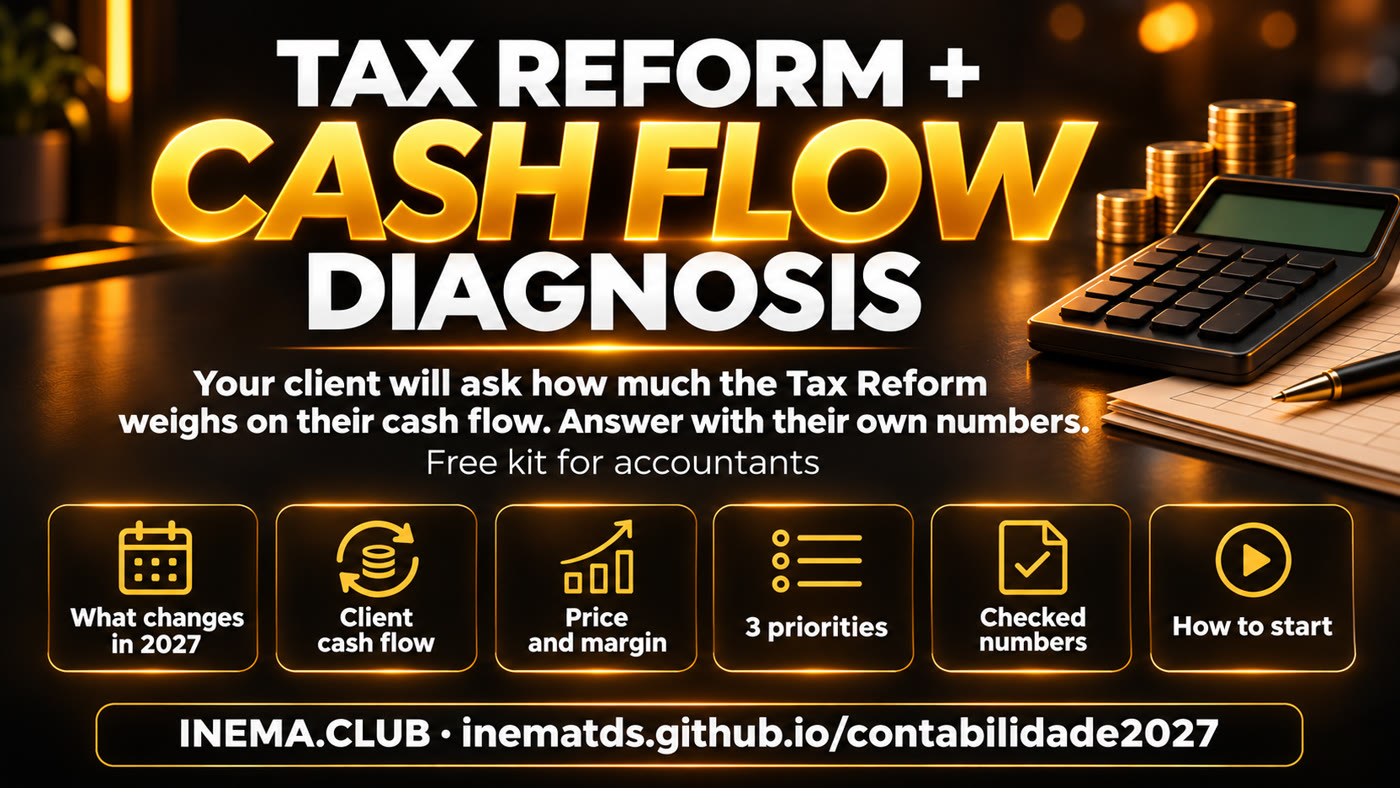 TAX REFORM +
CASH FLOW
DIAGNOSIS
Your client will ask how much the Tax Reform
weighs on their cash flow. Answer with their own numbers.
Free kit for accountants
What changes
in 2027
Client
cash flow
Price
and margin
3 priorities
Checked
numbers
How to start
INEMA.CLUB • inematds.github.io/contabilidade2027